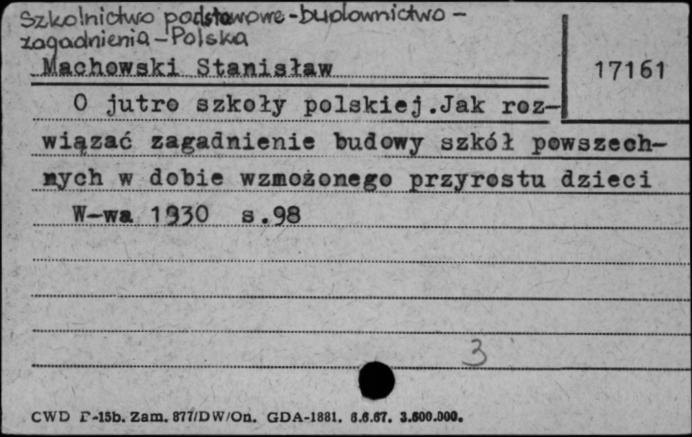 Szkolnictwo podstawowe - budownictwo -
zagadnienia - Polska
Machowski Stanisław
17161
O jutro szkoły polskiej.Jak roz-
wiązać zagadnienie budowy szkół powszech-
nych w dobie wzmożonego przyrostu dzieci
W-wa 1930 s.98
3
CWD P-15b. Zam. 877/DW/On. GDA-1881. 6.6.67. 3.600.000.